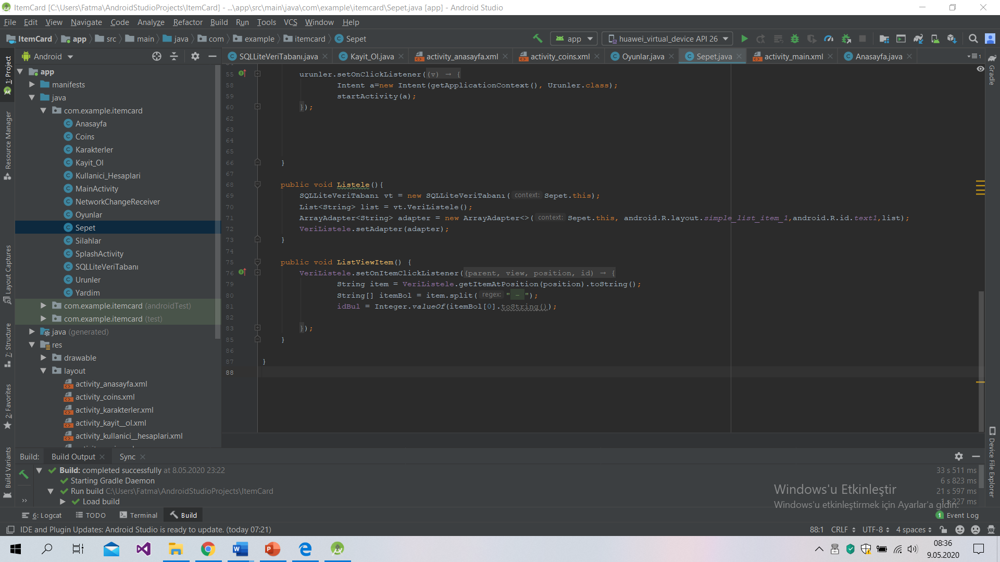 ItemCard [C:\Users\Fatma\AndroidStudioProjects\ItemCard] - ...\app\src\main\java\com\example\itemcard\Sepet.java [app] - Android Studio
File Edit View Navigate Code Analyze Refactor Build Run Tools VCS Window Help
ItemCard app src main java com example itemcard Sepet app huawei_virtual_device API 26
Android
SQLLiteVeriTabanı.java Kayit_Ol.java activity_anasayfa.xml activity_coins.xml Oyunlar.java Sepet.java activity_main.xml Anasayfa.java
1: Project
Resource Manager
Layout Captures
7: Structure
2: Favorites
Build Variants
Gradle
Device File Explorer
app
manifests
java
com.example.itemcard
Anasayfa
Coins
Karakterler
Kayit_Ol
Kullanici_Hesaplari
MainActivity
NetworkChangeReceiver
Oyunlar
Sepet
Silahlar
SplashActivity
SQLLiteVeriTabanı
Urunler
Yardim
com.example.itemcard (androidTest)
com.example.itemcard (test)
java (generated)
res
drawable
layout
activity_anasayfa.xml
activity_coins.xml
activity_karakterler.xml
activity_kayit__ol.xml
activity_kullanici__hesaplari.xml
55 urunler.setOnClickListener((v) → {
58 Intent a=new Intent(getApplicationContext(), Urunler.class);
59 startActivity(a);
60 });
62
63
64
65
66 }
67
68 public void Listele(){
69 SQLLiteVeriTabanı vt = new SQLLiteVeriTabanı( context: Sepet.this);
70 List<String> list = vt.VeriListele();
71 ArrayAdapter<String> adapter = new ArrayAdapter<>( context: Sepet.this, android.R.layout.simple_list_item_1,android.R.id.text1,list);
72 VeriListele.setAdapter(adapter);
73 }
74
75 public void ListViewItem() {
76 VeriListele.setOnItemClickListener((parent, view, position, id) → {
79 String item = VeriListele.getItemAtPosition(position).toString();
80 String[] itemBol = item.split( regex: " - ");
81 idBul = Integer.valueOf(itemBol[0].toString());
82
83 });
85 }
86
87 }
88
Build: Build Output Sync
Build: completed successfully at 8.05.2020 23:22 33 s 511 ms
Starting Gradle Daemon 6 s 823 ms
Run build C:\Users\Fatma\AndroidStudioProjects\ItemCard 21 s 597 ms
Load build 1 s 227 ms
Windows'u Etkinleştir
Windows'u etkinleştirmek için Ayarlar'a gidin.
6: Logcat TODO Terminal Build 1 Event Log
IDE and Plugin Updates: Android Studio is ready to update. (today 07:21) 88:1 CRLF UTF-8 4 spaces
08:36
9.05.2020